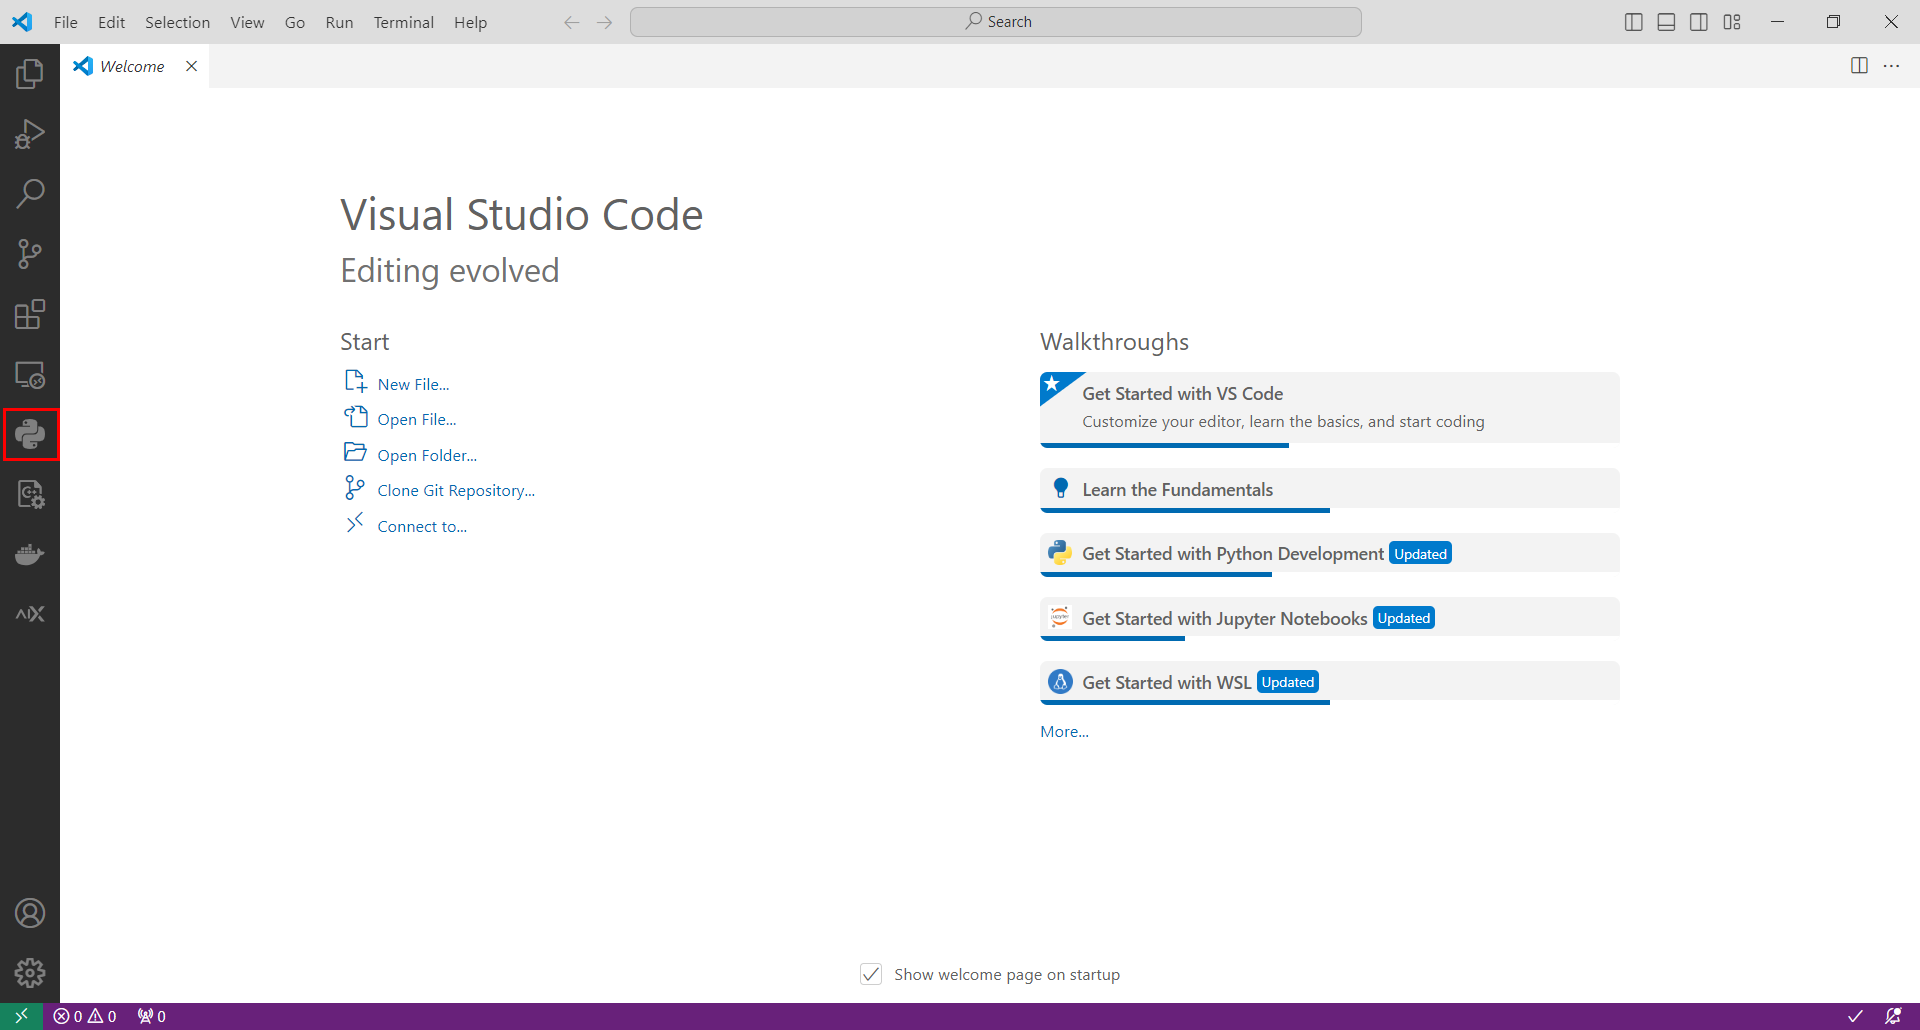 File Edit Selection View Go Run Terminal Help Search
Welcome
Visual Studio Code
Editing evolved
Start
New File...
Open File...
Open Folder...
Clone Git Repository...
Connect to...
Walkthroughs
Get Started with VS Code
Customize your editor, learn the basics, and start coding
Learn the Fundamentals
Get Started with Python Development Updated
Get Started with Jupyter Notebooks Updated
Get Started with WSL Updated
More...
Show welcome page on startup
0 0 0